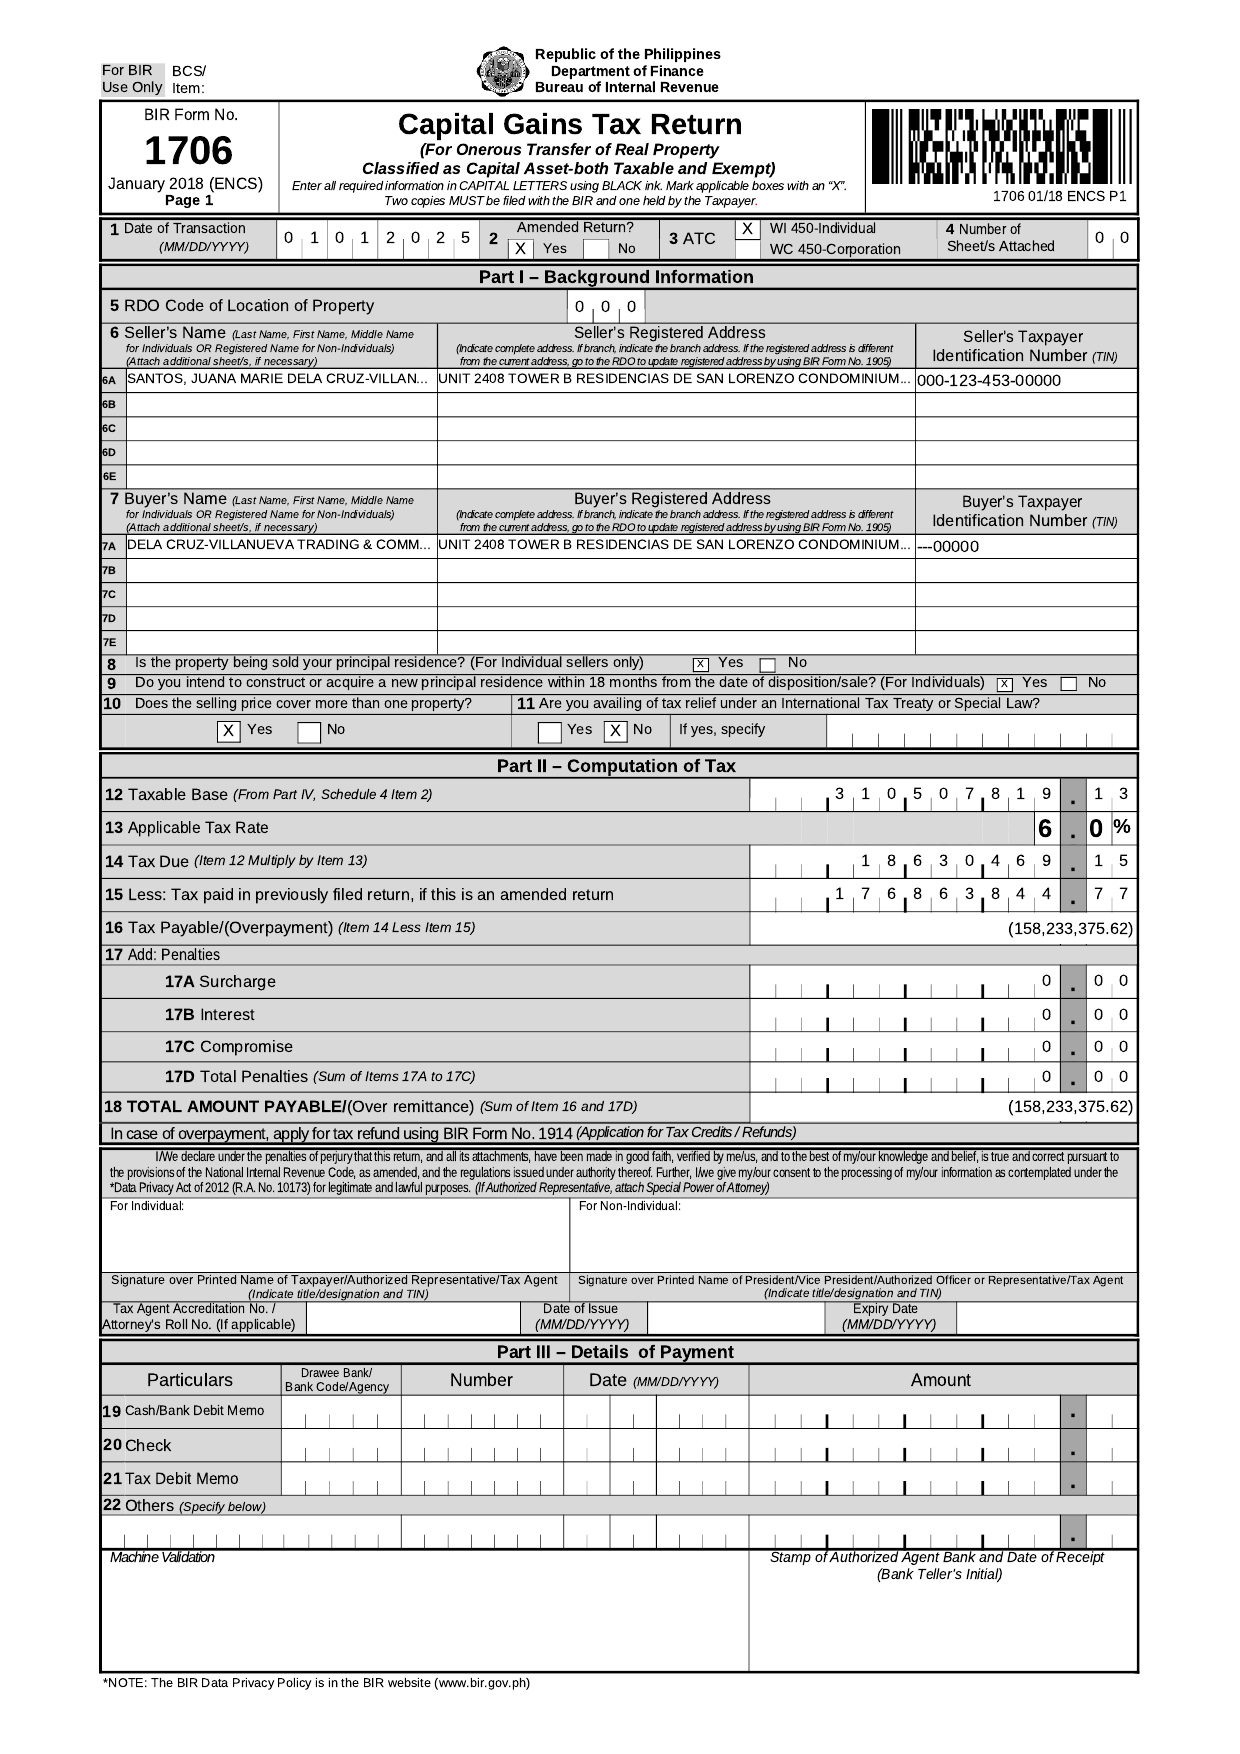 Republic of the Philippines
Department of Finance
Bureau of Internal Revenue
For BIR Use Only
BCS/ Item:
BIR Form No.
1706
January 2018 (ENCS)
Page 1
Capital Gains Tax Return
(For Onerous Transfer of Real Property
Classified as Capital Asset-both Taxable and Exempt)
Enter all required information in CAPITAL LETTERS using BLACK ink. Mark applicable boxes with an “X”.
Two copies MUST be filed with the BIR and one held by the Taxpayer.
1706 01/18 ENCS P1
1 Date of Transaction (MM/DD/YYYY) 0 1 0 1 2 0 2 5
2 Amended Return? X Yes No
3 ATC X WI 450-Individual
WC 450-Corporation
4 Number of Sheet/s Attached 0 0
Part I – Background Information
5 RDO Code of Location of Property 0 0 0
6 Seller's Name (Last Name, First Name, Middle Name
for Individuals OR Registered Name for Non-Individuals)
(Attach additional sheet/s, if necessary)
Seller's Registered Address
(Indicate complete address. If branch, indicate the branch address. If the registered address is different
from the current address, go to the RDO to update registered address by using BIR Form No. 1905)
Seller's Taxpayer
Identification Number (TIN)
6A SANTOS, JUANA MARIE DELA CRUZ-VILLAN... UNIT 2408 TOWER B RESIDENCIAS DE SAN LORENZO CONDOMINIUM... 000-123-453-00000
6B
6C
6D
6E
7 Buyer's Name (Last Name, First Name, Middle Name
for Individuals OR Registered Name for Non-Individuals)
(Attach additional sheet/s, if necessary)
Buyer's Registered Address
(Indicate complete address. If branch, indicate the branch address. If the registered address is different
from the current address, go to the RDO to update registered address by using BIR Form No. 1905)
Buyer's Taxpayer
Identification Number (TIN)
7A DELA CRUZ-VILLANUEVA TRADING & COMM... UNIT 2408 TOWER B RESIDENCIAS DE SAN LORENZO CONDOMINIUM... ---00000
7B
7C
7D
7E
8 Is the property being sold your principal residence? (For Individual sellers only) X Yes No
9 Do you intend to construct or acquire a new principal residence within 18 months from the date of disposition/sale? (For Individuals) X Yes No
10 Does the selling price cover more than one property? 11 Are you availing of tax relief under an International Tax Treaty or Special Law?
X Yes No Yes X No If yes, specify
Part II – Computation of Tax
12 Taxable Base (From Part IV, Schedule 4 Item 2) 3 1 0 5 0 7 8 1 9 . 1 3
13 Applicable Tax Rate 6 . 0 %
14 Tax Due (Item 12 Multiply by Item 13) 1 8 6 3 0 4 6 9 . 1 5
15 Less: Tax paid in previously filed return, if this is an amended return 1 7 6 8 6 3 8 4 4 . 7 7
16 Tax Payable/(Overpayment) (Item 14 Less Item 15) (158,233,375.62)
17 Add: Penalties
17A Surcharge 0 . 0 0
17B Interest 0 . 0 0
17C Compromise 0 . 0 0
17D Total Penalties (Sum of Items 17A to 17C) 0 . 0 0
18 TOTAL AMOUNT PAYABLE/(Over remittance) (Sum of Item 16 and 17D) (158,233,375.62)
In case of overpayment, apply for tax refund using BIR Form No. 1914 (Application for Tax Credits / Refunds)
I/We declare under the penalties of perjury that this return, and all its attachments, have been made in good faith, verified by me/us, and to the best of my/our knowledge and belief, is true and correct pursuant to
the provisions of the National Internal Revenue Code, as amended, and the regulations issued under authority thereof. Further, I/we give my/our consent to the processing of my/our information as contemplated under the
*Data Privacy Act of 2012 (R.A. No. 10173) for legitimate and lawful purposes. (If Authorized Representative, attach Special Power of Attorney)
For Individual: For Non-Individual:
Signature over Printed Name of Taxpayer/Authorized Representative/Tax Agent
(Indicate title/designation and TIN)
Signature over Printed Name of President/Vice President/Authorized Officer or Representative/Tax Agent
(Indicate title/designation and TIN)
Tax Agent Accreditation No. /
Attorney's Roll No. (If applicable)
Date of Issue
(MM/DD/YYYY)
Expiry Date
(MM/DD/YYYY)
Part III – Details of Payment
Particulars Drawee Bank/ Bank Code/Agency Number Date (MM/DD/YYYY) Amount
19 Cash/Bank Debit Memo .
20 Check .
21 Tax Debit Memo .
22 Others (Specify below)
.
Machine Validation
Stamp of Authorized Agent Bank and Date of Receipt
(Bank Teller's Initial)
*NOTE: The BIR Data Privacy Policy is in the BIR website (www.bir.gov.ph)